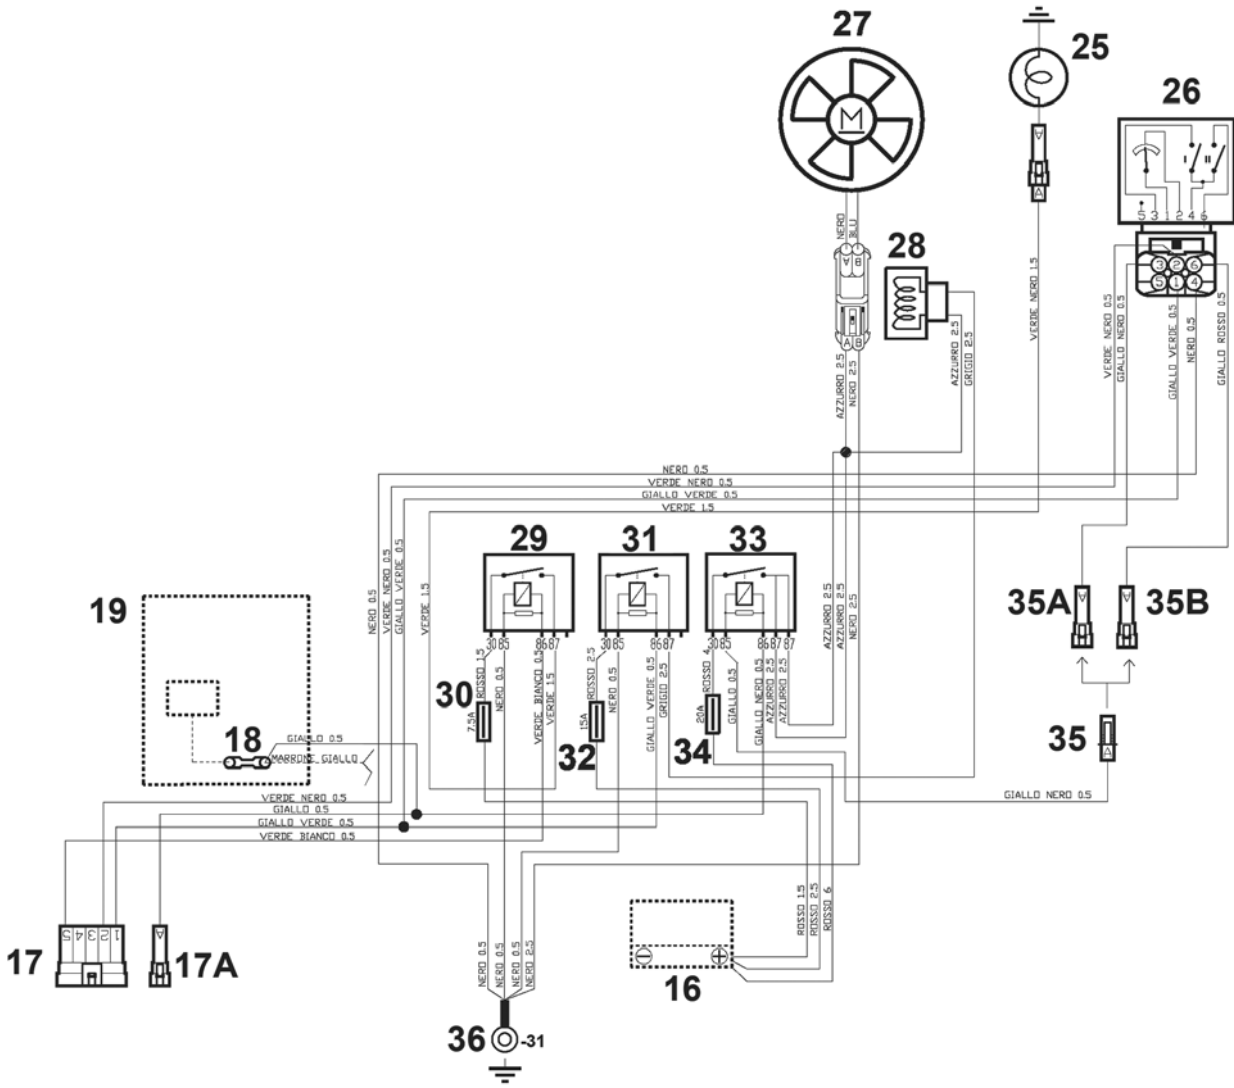 27
25
26
M
A
A
I II
5 3 1 2 4 6
NERO
BLU
A B
28
3 2 6
5 1 4
A B
AZZURRO 2.5
NERO 2.5
AZZURRO 2.5
GRIGIO 2.5
VERDE NERO 1.5
VERDE NERO 0.5
GIALLO NERO 0.5
GIALLO VERDE 0.5
NERO 0.5
GIALLO ROSSO 0.5
NERO 0.5
VERDE NERO 0.5
GIALLO VERDE 0.5
VERDE 1.5
29
31
33
19
NERO 0.5
VERDE NERO 0.5
GIALLO VERDE 0.5
VERDE 1.5
30 85 86 87
30 85 86 87
30 85 86 87 87
AZZURRO 2.5
AZZURRO 2.5
NERO 2.5
35A
A
A
35B
30
7.5A
ROSSO 1.5
NERO 0.5
VERDE BIANCO 0.5
VERDE 1.5
32
15A
ROSSO 2.5
NERO 0.5
GIALLO VERDE 0.5
GRIGIO 2.5
34
20A
ROSSO 4
GIALLO 0.5
GIALLO NERO 0.5
AZZURRO 2.5
AZZURRO 2.5
35
A
18
GIALLO 0.5
MARRONE GIALLO
VERDE NERO 0.5
GIALLO 0.5
GIALLO VERDE 0.5
VERDE BIANCO 0.5
GIALLO NERO 0.5
ROSSO 1.5
ROSSO 2.5
ROSSO 6
17
5 4 3 2 1
A
17A
NERO 0.5
NERO 0.5
NERO 0.5
NERO 2.5
16
36
-31